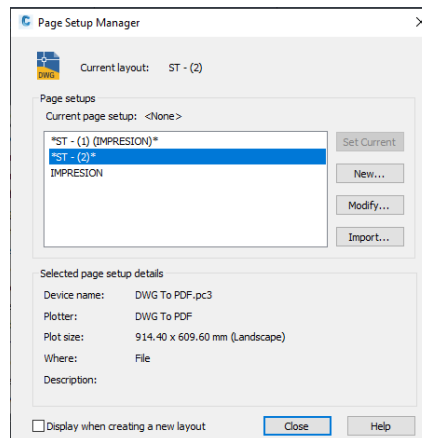 C Page Setup Manager
DWG
Current layout: ST - (2)
Page setups
Current page setup: <None>
*ST - (1) (IMPRESION)*
*ST - (2)*
IMPRESION
Set Current
New...
Modify...
Import...
Selected page setup details
Device name: DWG To PDF.pc3
Plotter: DWG To PDF
Plot size: 914.40 x 609.60 mm (Landscape)
Where: File
Description:
Display when creating a new layout
Close
Help